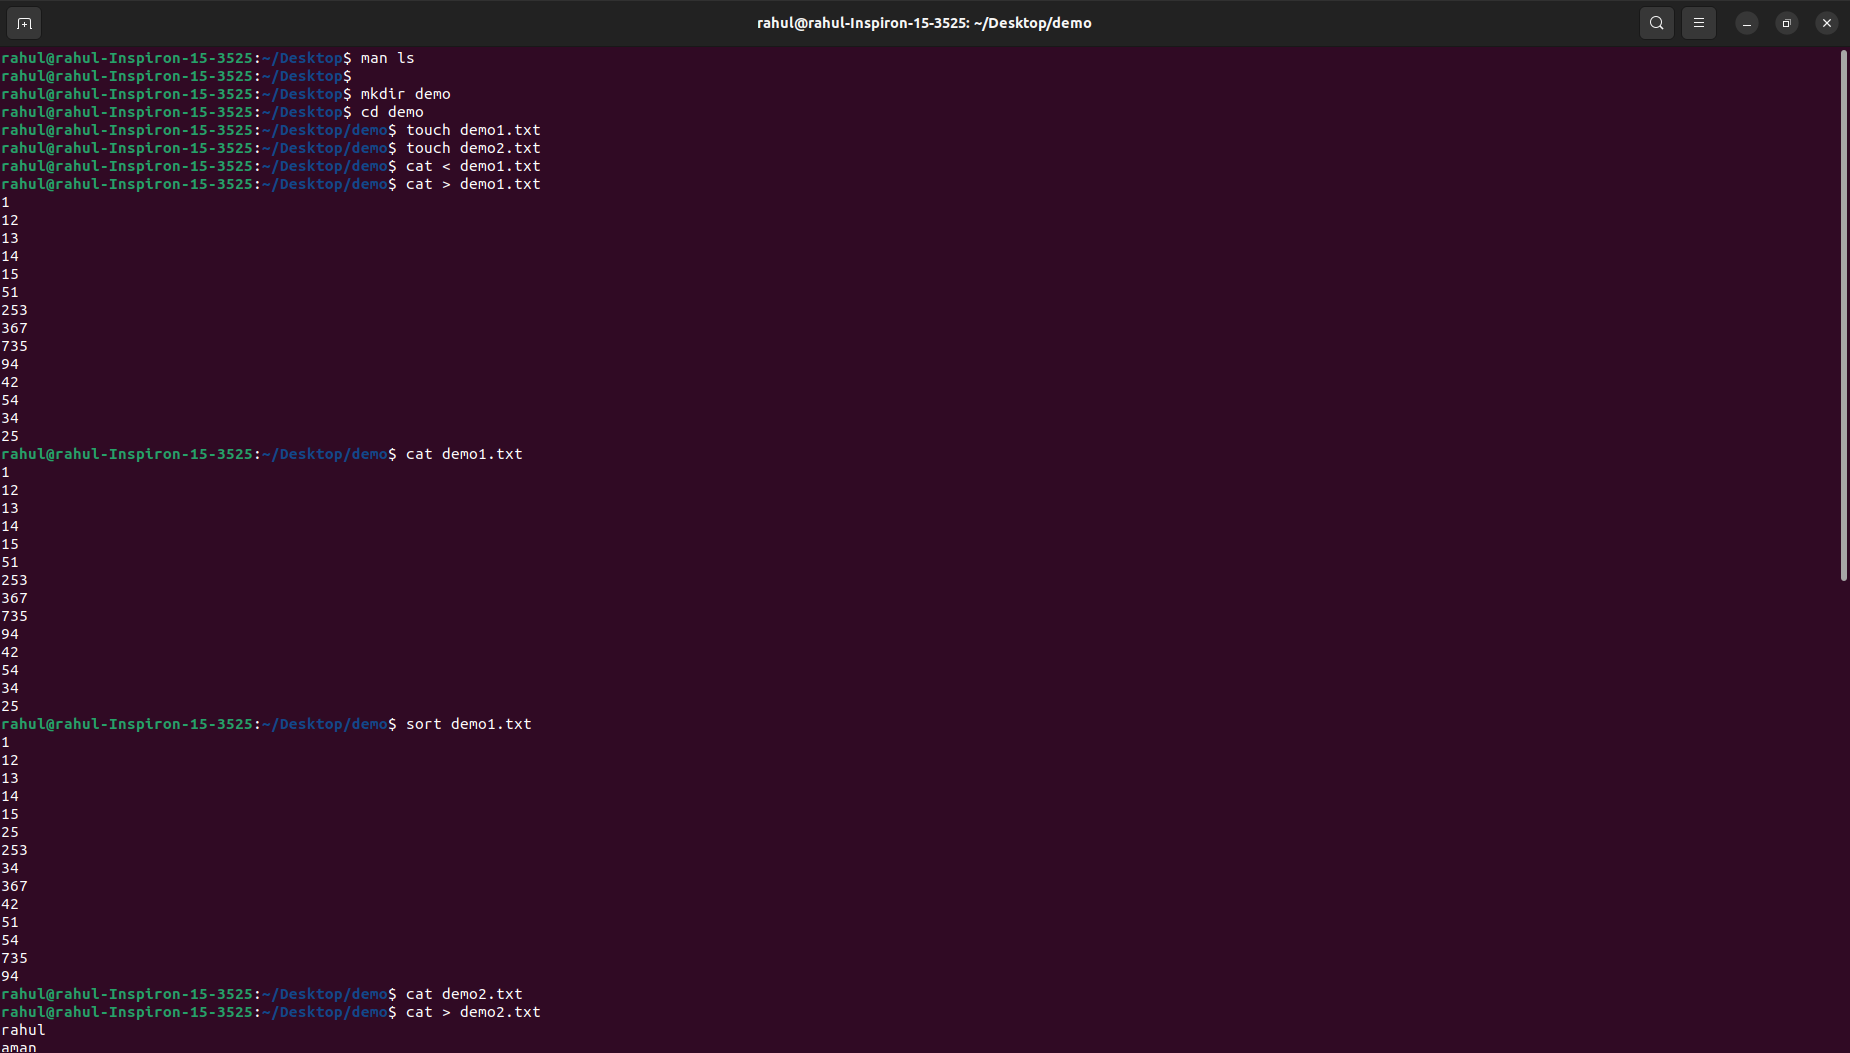 rahul@rahul-Inspiron-15-3525: ~/Desktop/demo
rahul@rahul-Inspiron-15-3525:~/Desktop$ man ls
rahul@rahul-Inspiron-15-3525:~/Desktop$
rahul@rahul-Inspiron-15-3525:~/Desktop$ mkdir demo
rahul@rahul-Inspiron-15-3525:~/Desktop$ cd demo
rahul@rahul-Inspiron-15-3525:~/Desktop/demo$ touch demo1.txt
rahul@rahul-Inspiron-15-3525:~/Desktop/demo$ touch demo2.txt
rahul@rahul-Inspiron-15-3525:~/Desktop/demo$ cat < demo1.txt
rahul@rahul-Inspiron-15-3525:~/Desktop/demo$ cat > demo1.txt
1
12
13
14
15
51
253
367
735
94
42
54
34
25
rahul@rahul-Inspiron-15-3525:~/Desktop/demo$ cat demo1.txt
1
12
13
14
15
51
253
367
735
94
42
54
34
25
rahul@rahul-Inspiron-15-3525:~/Desktop/demo$ sort demo1.txt
1
12
13
14
15
25
253
34
367
42
51
54
735
94
rahul@rahul-Inspiron-15-3525:~/Desktop/demo$ cat demo2.txt
rahul@rahul-Inspiron-15-3525:~/Desktop/demo$ cat > demo2.txt
rahul
aman